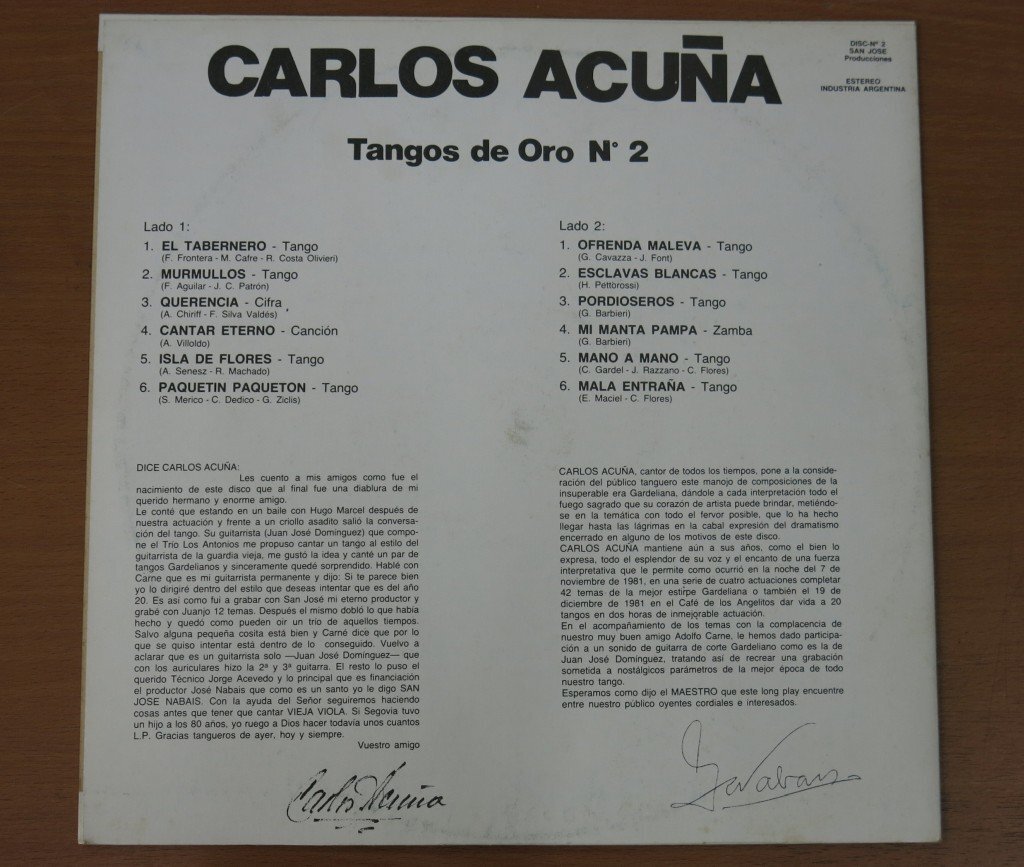 CARLOS ACUÑA
DISC-Nº 2
SAN JOSE
Producciones
ESTEREO
INDUSTRIA ARGENTINA
Tangos de Oro N° 2
Lado 1:
1. EL TABERNERO - Tango
(F. Frontera - M. Cafre - R. Costa Olivieri)
2. MURMULLOS - Tango
(F. Aguilar - J. C. Patrón)
3. QUERENCIA - Cifra
(A. Chiriff - F. Silva Valdés)
4. CANTAR ETERNO - Canción
(A. Villoldo)
5. ISLA DE FLORES - Tango
(A. Senesz - R. Machado)
6. PAQUETIN PAQUETON - Tango
(S. Merico - C. Dedico - G. Ziclis)
Lado 2:
1. OFRENDA MALEVA - Tango
(G. Cavazza - J. Font)
2. ESCLAVAS BLANCAS - Tango
(H. Pettorossi)
3. PORDIOSEROS - Tango
(G. Barbieri)
4. MI MANTA PAMPA - Zamba
(G. Barbieri)
5. MANO A MANO - Tango
(C. Gardel - J. Razzano - C. Flores)
6. MALA ENTRAÑA - Tango
(E. Maciel - C. Flores)
DICE CARLOS ACUÑA:
Les cuento a mis amigos como fue el
nacimiento de este disco que al final fue una diablura de mi
querido hermano y enorme amigo.
Le conté que estando en un baile con Hugo Marcel después de
nuestra actuación y frente a un criollo asadito salió la conversa-
ción del tango. Su guitarrista (Juan José Domínguez) que compo-
ne el Trío Los Antonios me propuso cantar un tango al estilo del
guitarrista de la guardia vieja, me gustó la idea y canté un par de
tangos Gardelianos y sinceramente quedé sorprendido. Hablé con
Carne que es mi guitarrista permanente y dijo: Si te parece bien
yo lo dirigiré dentro del estilo que deseas intentar que es del año
20. Es así como fui a grabar con San José mi eterno productor y
grabé con Juanjo 12 temas. Después el mismo dobló lo que había
hecho y quedó como pueden oir un trío de aquellos tiempos.
Salvo alguna pequeña cosita está bien y Carné dice que por lo
que se quiso intentar está dentro de lo conseguido. Vuelvo a
aclarar que es un guitarrista solo —Juan José Domínguez— que
con los auriculares hizo la 2ª y 3ª guitarra. El resto lo puso el
querido Técnico Jorge Acevedo y lo principal que es financiación
el productor José Nabais que como es un santo yo le digo SAN
JOSE NABAIS. Con la ayuda del Señor seguiremos haciendo
cosas antes que tener que cantar VIEJA VIOLA. Si Segovia tuvo
un hijo a los 80 años, yo ruego a Dios hacer todavía unos cuantos
L.P. Gracias tangueros de ayer, hoy y siempre.
Vuestro amigo
Carlos Acuña
CARLOS ACUÑA, cantor de todos los tiempos, pone a la conside-
ración del público tanguero este manojo de composiciones de la
insuperable era Gardeliana, dándole a cada interpretación todo el
fuego sagrado que su corazón de artista puede brindar, metiéndo-
se en la temática con todo el fervor posible, que lo ha hecho
llegar hasta las lágrimas en la cabal expresión del dramatismo
encerrado en alguno de los motivos de este disco.
CARLOS ACUÑA mantiene aún a sus años, como el bien lo
expresa, todo el esplendor de su voz y el encanto de una fuerza
interpretativa que le permite como ocurrió en la noche del 7 de
noviembre de 1981, en una serie de cuatro actuaciones completar
42 temas de la mejor estirpe Gardeliana o también el 19 de
diciembre de 1981 en el Café de los Angelitos dar vida a 20
tangos en dos horas de inmejorable actuación.
En el acompañamiento de los temas con la complacencia de
nuestro muy buen amigo Adolfo Carne, le hemos dado participa-
ción a un sonido de guitarra de corte Gardeliano como es la de
Juan José Domínguez, tratando así de recrear una grabación
sometida a nostálgicos parámetros de la mejor época de todo
nuestro tango.
Esperamos como dijo el MAESTRO que este long play encuentre
entre nuestro público oyentes cordiales e interesados.